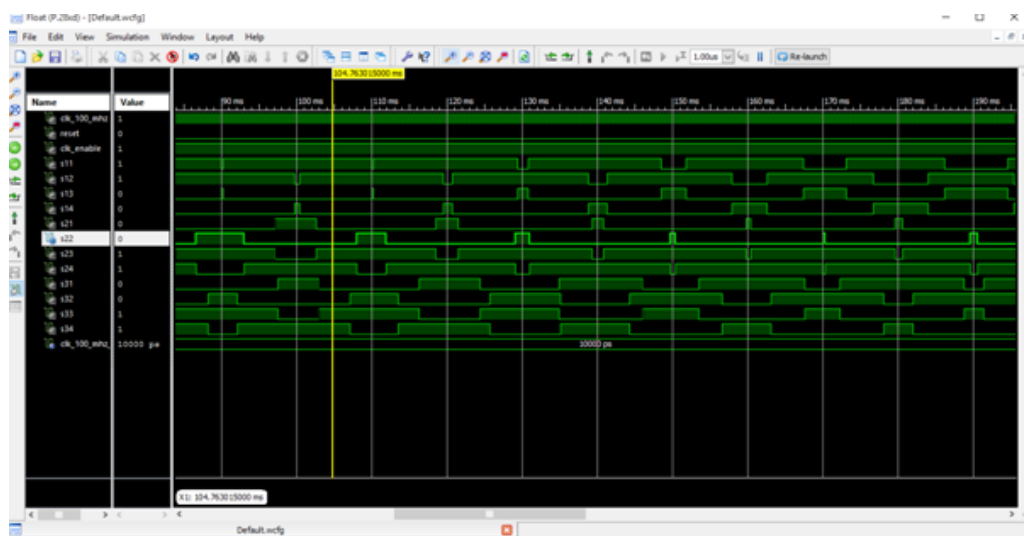 Float (P.28xd) - [Default.wcfg]
File Edit View Simulation Window Layout Help
1.00us Re-launch
104.763015000 ms
Name Value
90 ms 100 ms 110 ms 120 ms 130 ms 140 ms 150 ms 160 ms 170 ms 180 ms 190 ms
clk_100_mhz 1
reset 0
clk_enable 1
s11 1
s12 1
s13 0
s14 0
s21 0
s22 0
s23 1
s24 1
s31 0
s32 0
s33 1
s34 1
clk_100_mhz_ 10000 ps 10000 ps
X1: 104.763015000 ms
Default.wcfg